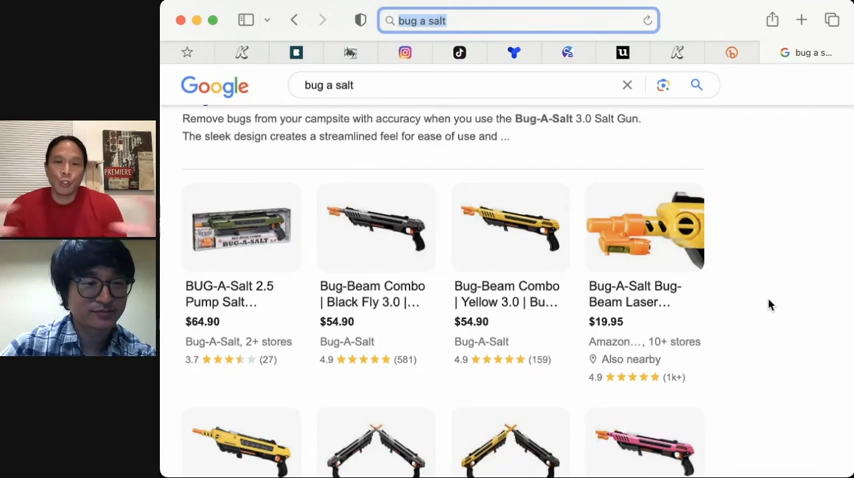 bug a salt
bug a s...
Google
bug a salt
Remove bugs from your campsite with accuracy when you use the Bug-A-Salt 3.0 Salt Gun.
The sleek design creates a streamlined feel for ease of use and ...
PREMIERE
BUG-A-SALT
BUG-A-Salt 2.5
Pump Salt...
$64.90
Bug-A-Salt, 2+ stores
3.7 (27)
Bug-Beam Combo
| Black Fly 3.0 |...
$54.90
Bug-A-Salt
4.9 (581)
Bug-Beam Combo
| Yellow 3.0 | Bu...
$54.90
Bug-A-Salt
4.9 (159)
Bug-A-Salt Bug-
Beam Laser...
$19.95
Amazon..., 10+ stores
Also nearby
4.9 (1k+)